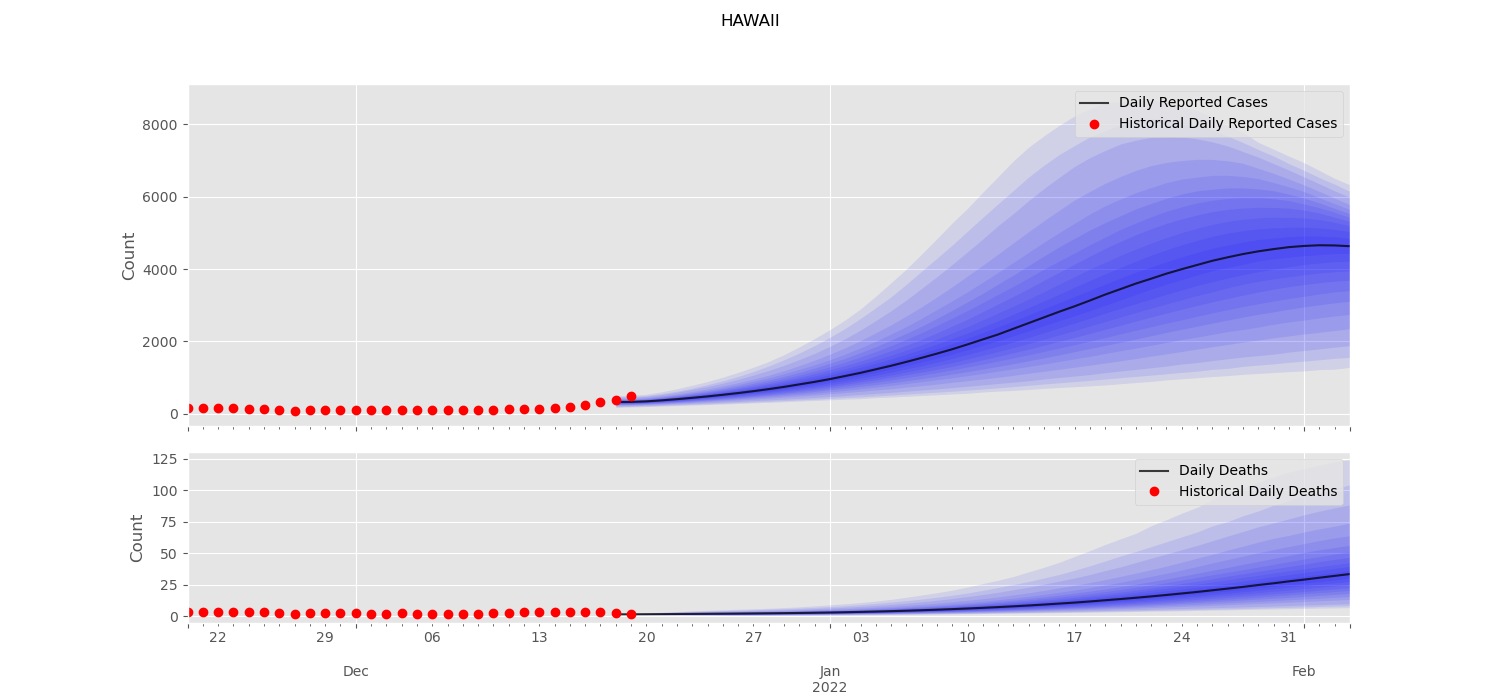 HAWAII
Daily Reported Cases
Historical Daily Reported Cases
8000
6000
4000
2000
0
Count
Daily Deaths
Historical Daily Deaths
125
100
75
50
25
0
Count
22 29 06 13 20 27 03 10 17 24 31
Dec Jan Feb
2022